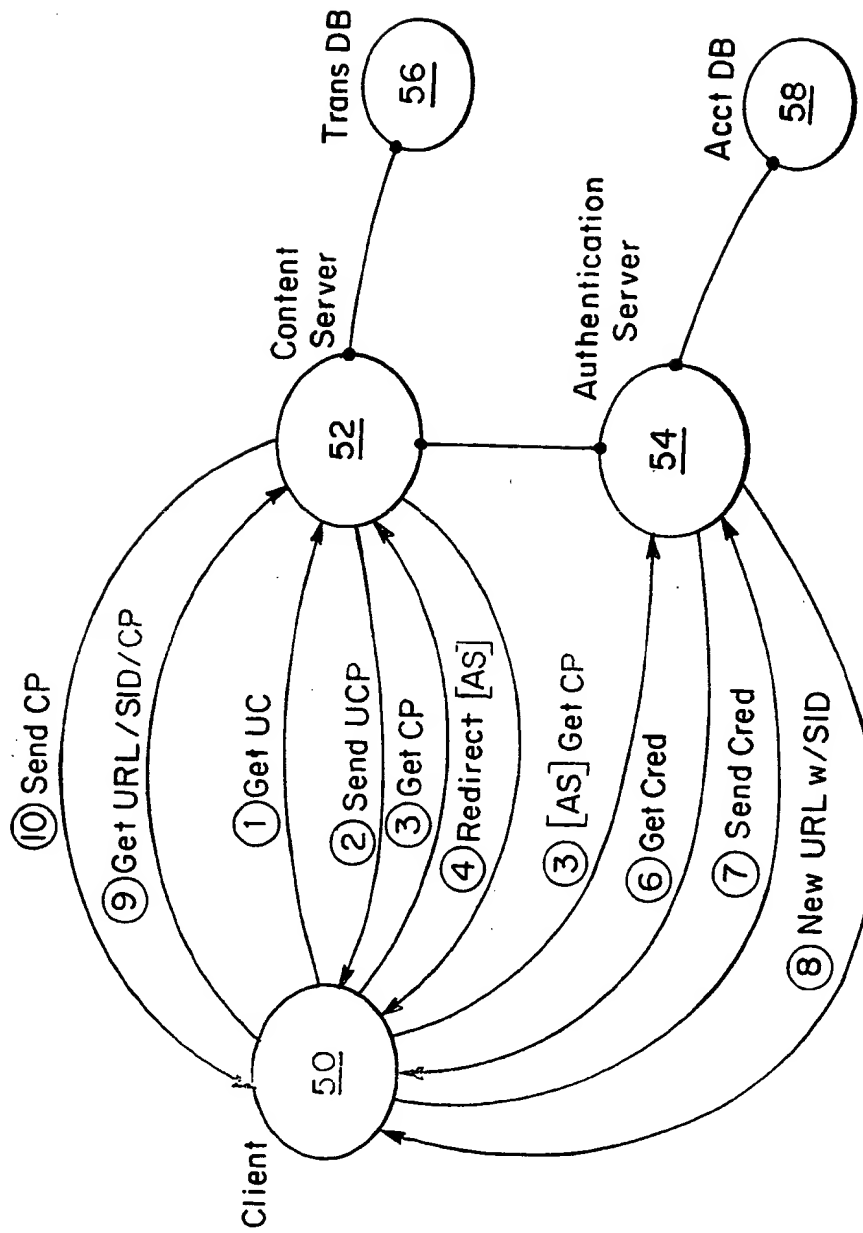 ⑩ Send CP
⑨ Get URL/SID/CP
① Get UC
② Send UCP
③ Get CP
④ Redirect [AS]
③ [AS] Get CP
⑥ Get Cred
⑦ Send Cred
⑧ New URL w/SID
Client
50
Content
Server
52
Trans DB
56
Authentication
Server
54
Acct DB
58